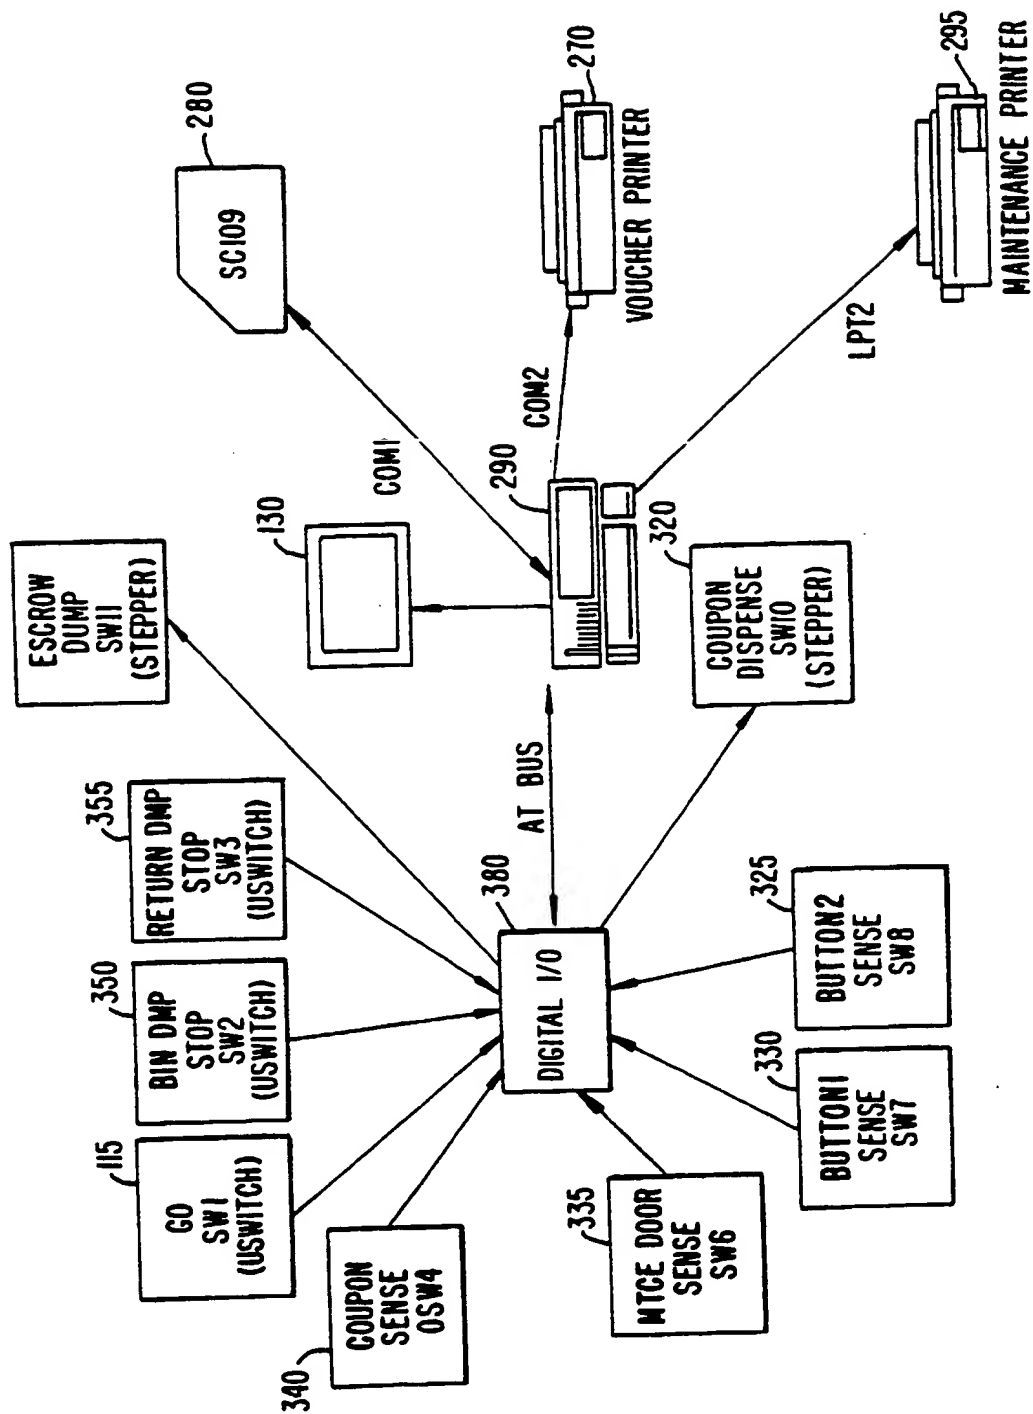 115
GO
SW1
(USWITCH)
350
BIN DMP
STOP
SW2
(USWITCH)
355
RETURN DMP
STOP
SW3
(USWITCH)
ESCROW
DUMP
SW11
(STEPPER)
280
SC109
340
COUPON
SENSE
OSW4
130
COM1
380
DIGITAL I/O
AT BUS
290
COM2
270
VOUCHER PRINTER
335
MTCE DOOR
SENSE
SW6
330
BUTTON1
SENSE
SW7
325
BUTTON2
SENSE
SW8
320
COUPON
DISPENSE
SW10
(STEPPER)
LPT2
295
MAINTENANCE PRINTER